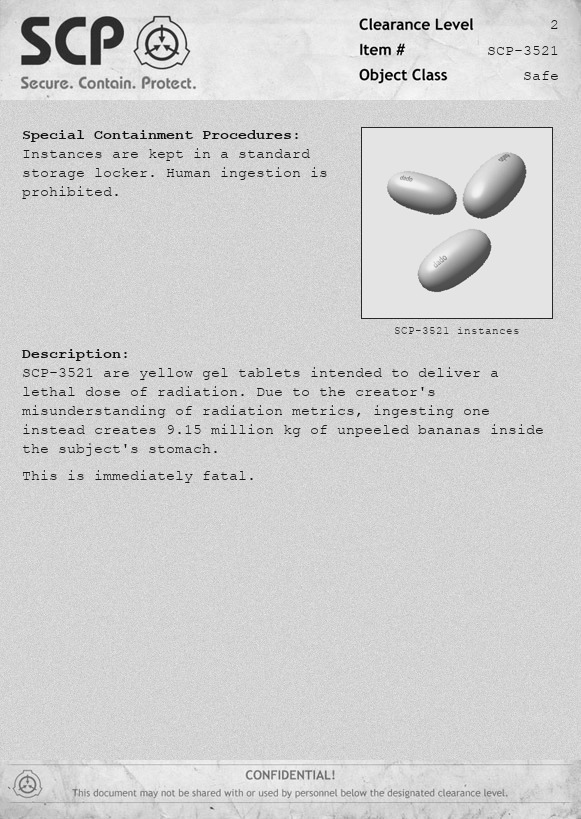 SCP
Secure. Contain. Protect.
Clearance Level 2
Item # SCP-3521
Object Class Safe
Special Containment Procedures:
Instances are kept in a standard
storage locker. Human ingestion is
prohibited.
dado
dado
dado
SCP-3521 instances
Description:
SCP-3521 are yellow gel tablets intended to deliver a
lethal dose of radiation. Due to the creator's
misunderstanding of radiation metrics, ingesting one
instead creates 9.15 million kg of unpeeled bananas inside
the subject's stomach.
This is immediately fatal.
CONFIDENTIAL!
This document may not be shared with or used by personnel below the designated clearance level.